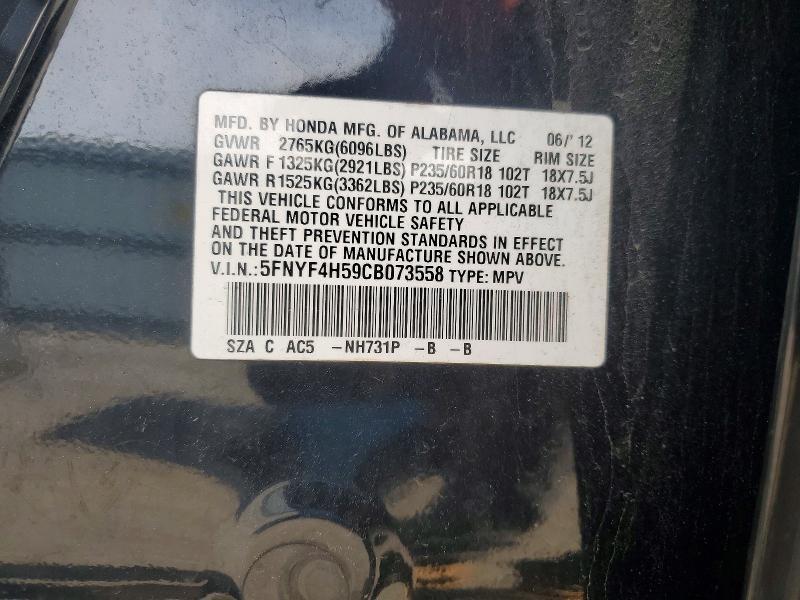 MFD. BY HONDA MFG. OF ALABAMA, LLC 06/ 12
GVWR 2765KG(6096LBS) TIRE SIZE RIM SIZE
GAWR F 1325KG(2921LBS) P235/60R18 102T 18X7.5J
GAWR R1525KG(3362LBS) P235/60R18 102T 18X7.5J
THIS VEHICLE CONFORMS TO ALL APPLICABLE
FEDERAL MOTOR VEHICLE SAFETY
AND THEFT PREVENTION STANDARDS IN EFFECT
ON THE DATE OF MANUFACTURE SHOWN ABOVE.
V.I.N.:5FNYF4H59CB073558 TYPE: MPV
SZA C AC5 -NH731P -B -B